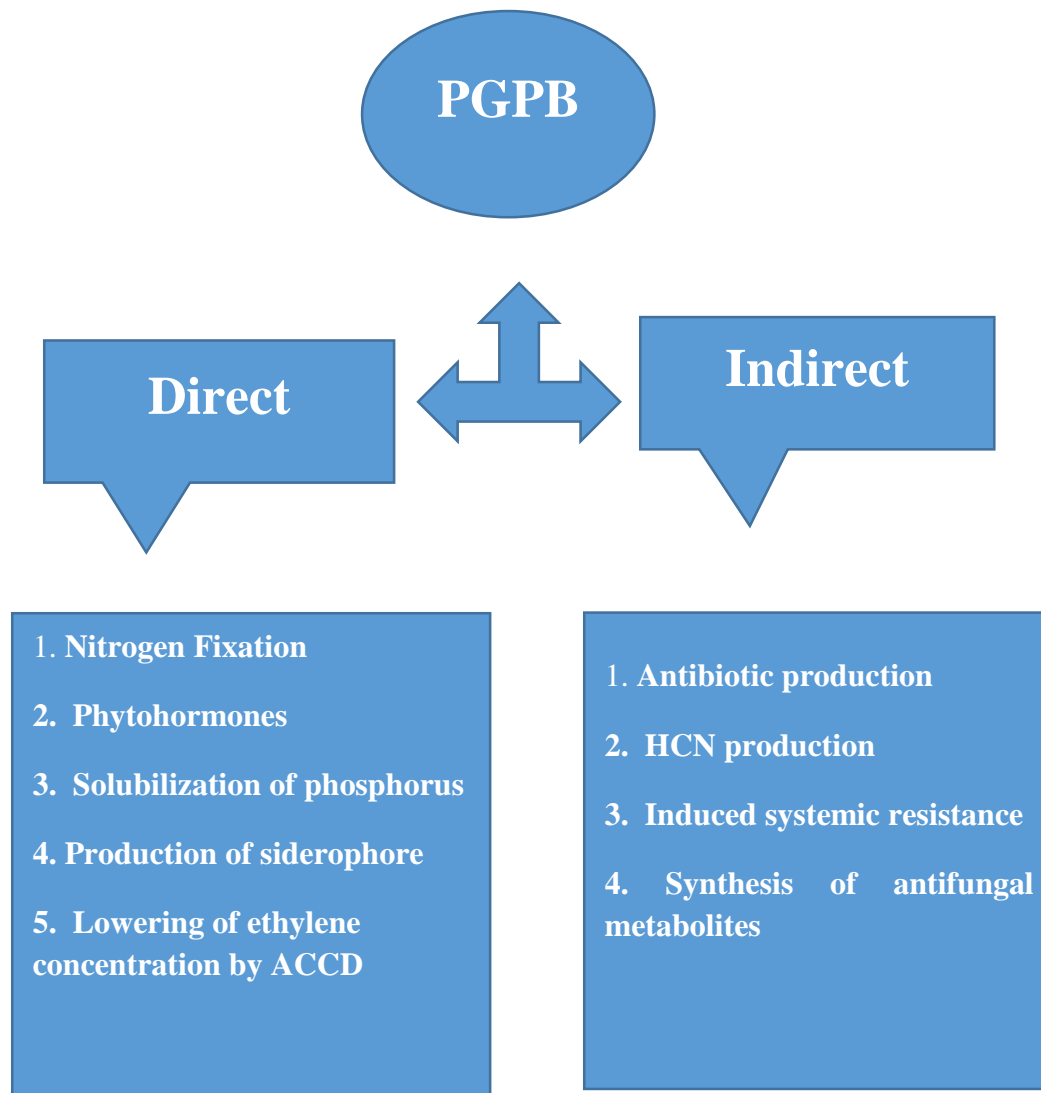 PGPB
Direct
Indirect
1. Nitrogen Fixation
2. Phytohormones
3. Solubilization of phosphorus
4. Production of siderophore
5. Lowering of ethylene
concentration by ACCD
1. Antibiotic production
2. HCN production
3. Induced systemic resistance
4. Synthesis of antifungal
metabolites